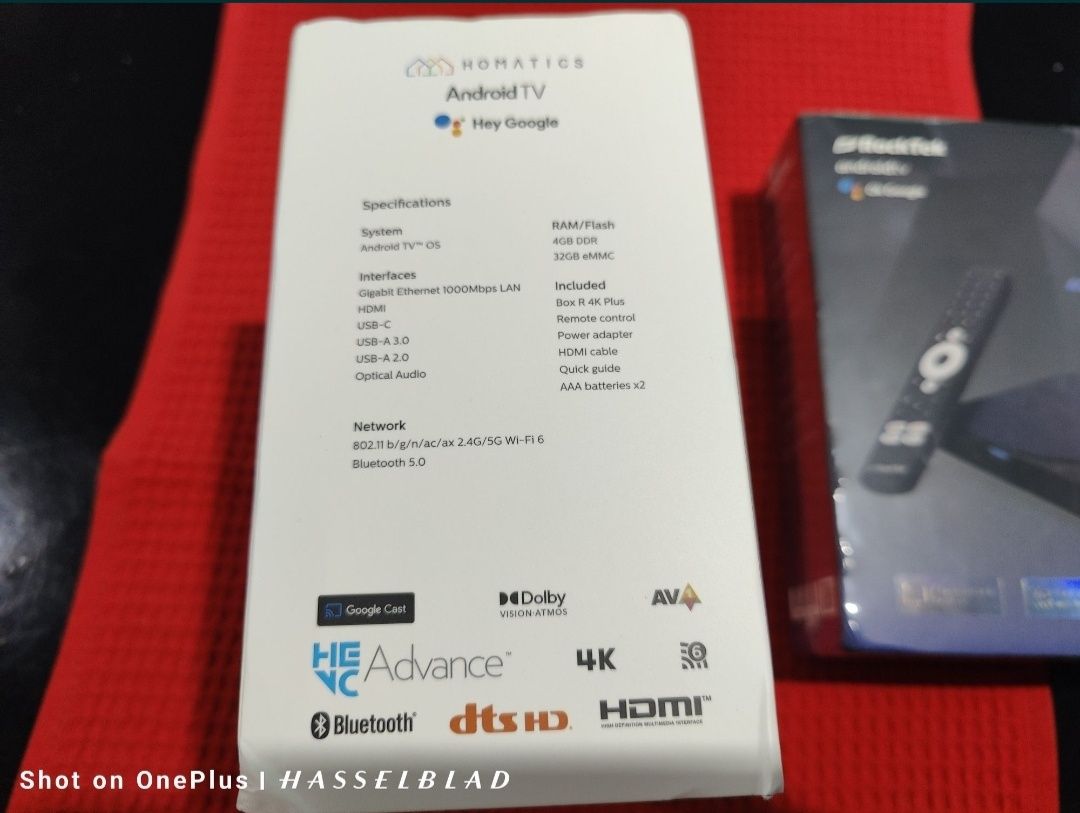 HOMATICS
Android TV
Hey Google
Specifications
System
Android TV™ OS
Interfaces
Gigabit Ethernet 1000Mbps LAN
HDMI
USB-C
USB-A 3.0
USB-A 2.0
Optical Audio
Network
802.11 b/g/n/ac/ax 2.4G/5G Wi-Fi 6
Bluetooth 5.0
RAM/Flash
4GB DDR
32GB eMMC
Included
Box R 4K Plus
Remote control
Power adapter
HDMI cable
Quick guide
AAA batteries x2
Google Cast
Dolby
VISION·ATMOS
AV1
HEVC Advance™
4K
6
Bluetooth®
dts HD.
HDMI™
HIGH DEFINITION MULTIMEDIA INTERFACE
RockTek
androidtv
Ok Google
Shot on OnePlus | HASSELBLAD